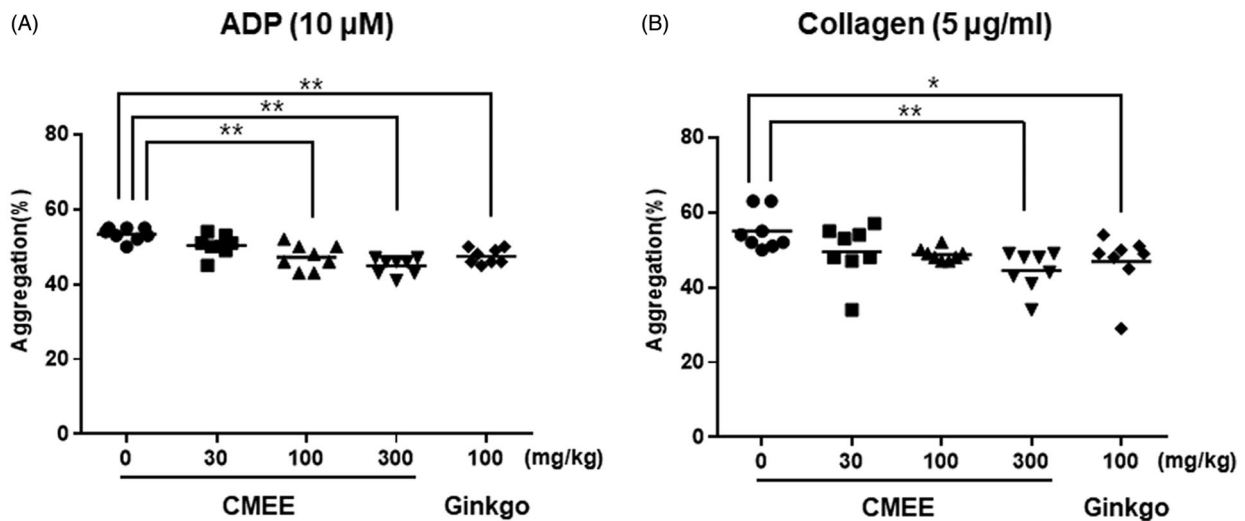 (A)
ADP (10 µM)
**
**
**
Aggregation(%)
80
60
40
20
0
0 30 100 300 100 (mg/kg)
CMEE Ginkgo
(B)
Collagen (5 µg/ml)
*
**
Aggregation(%)
80
60
40
20
0
0 30 100 300 100 (mg/kg)
CMEE Ginkgo